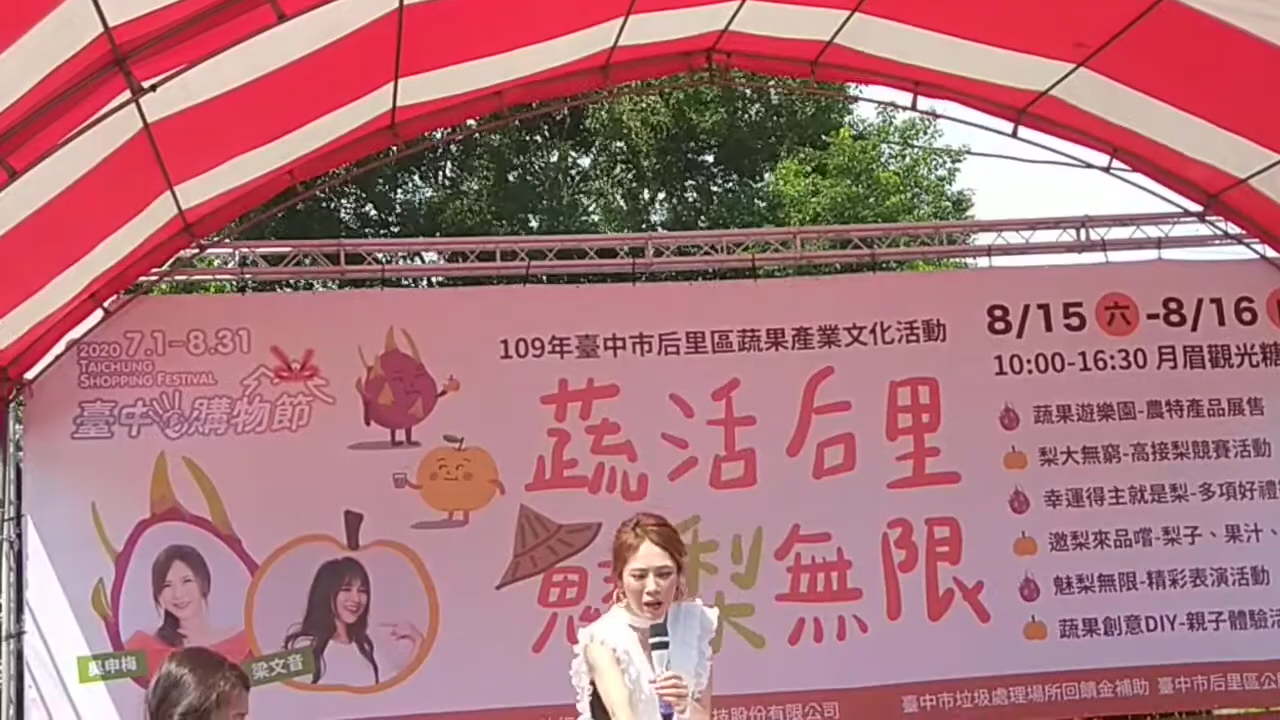 2020 7.1-8.31
TAICHUNG
SHOPPING FESTIVAL
臺中購物節
吳申梅
梁文音
109年臺中市后里區蔬果產業文化活動
蔬活后里
魅梨無限
8/15 六 -8/16
10:00-16:30 月眉觀光糖
蔬果遊樂園-農特產品展售
梨大無窮-高接梨競賽活動
幸運得主就是梨-多項好禮
邀梨來品嚐-梨子、果汁、
魅梨無限-精彩表演活動
蔬果創意DIY-親子體驗活
技股份有限公司
臺中市垃圾處理場所回饋金補助 臺中市后里區公